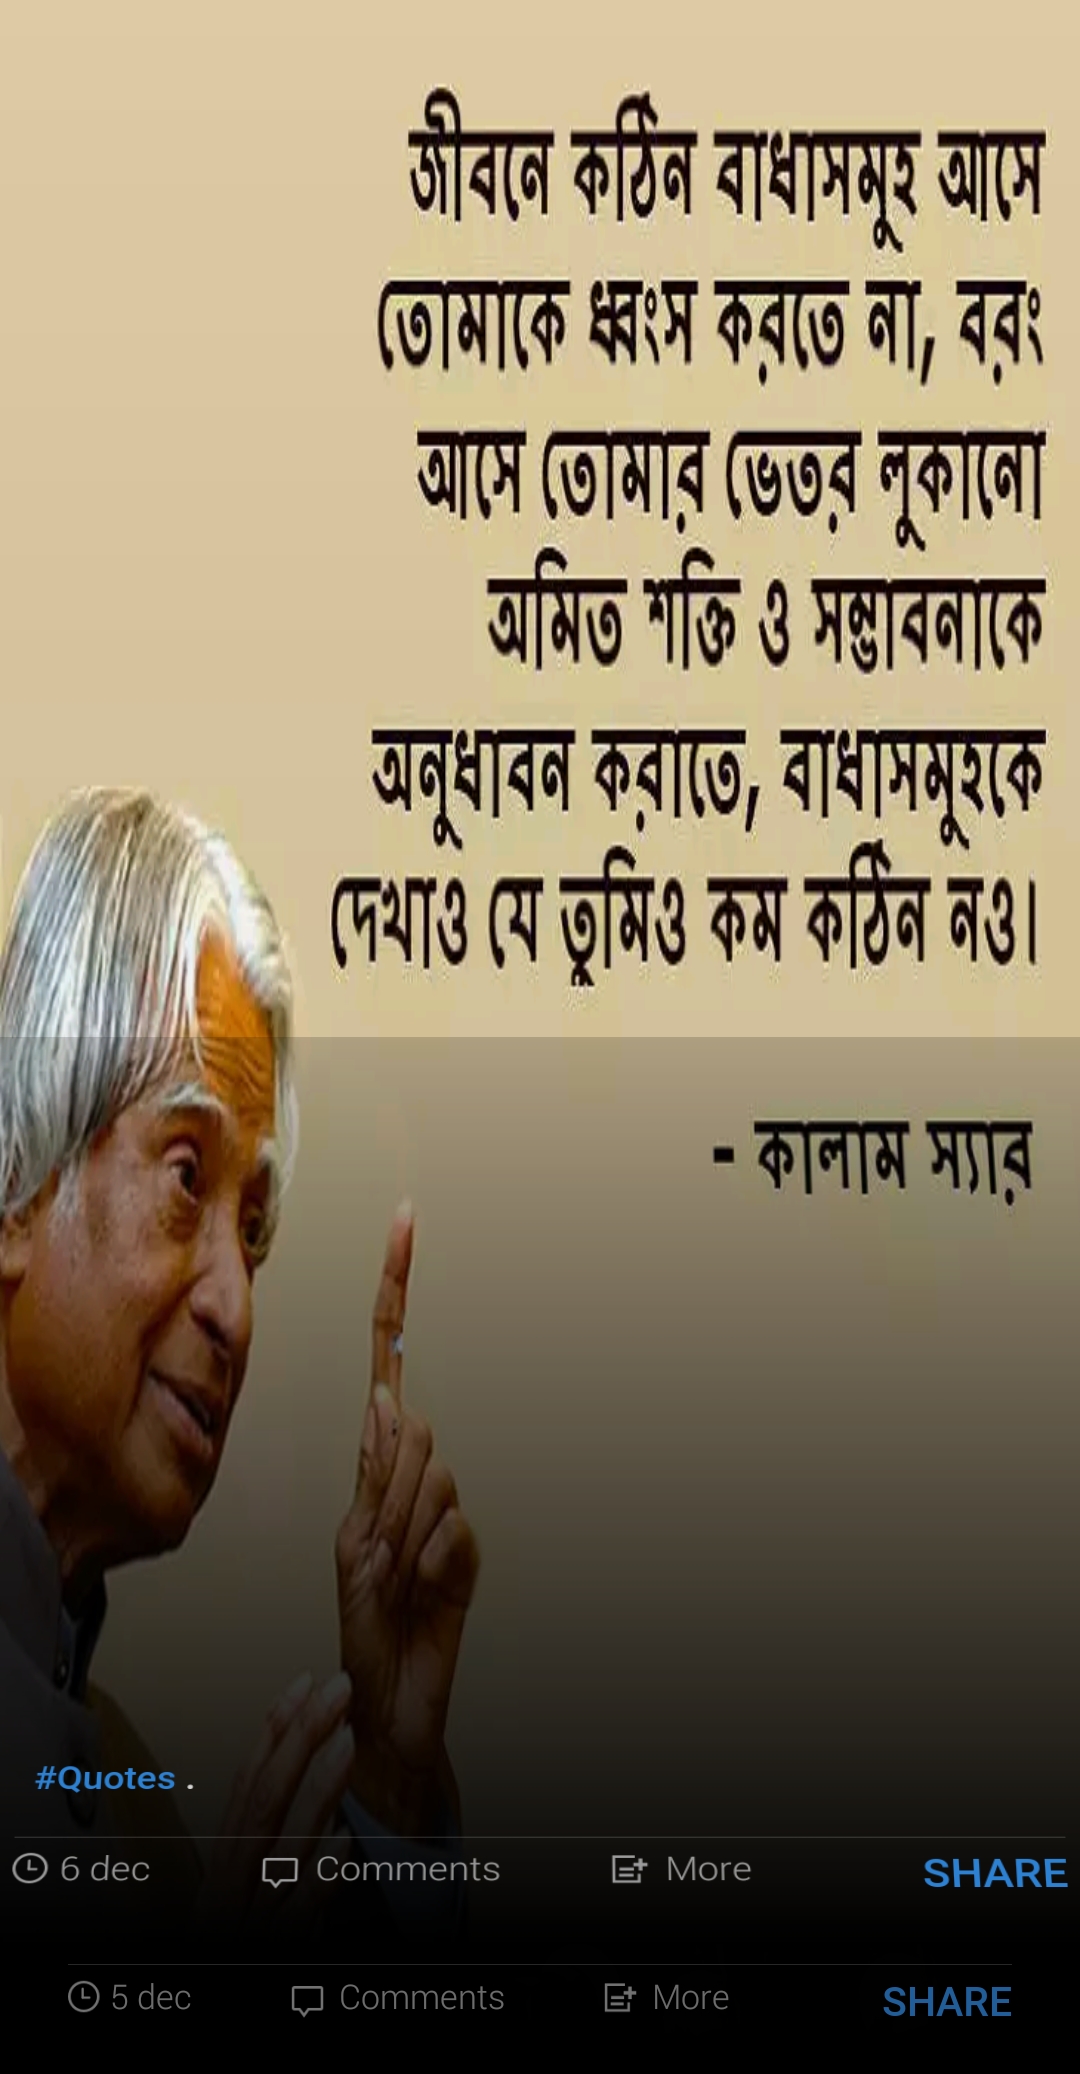 জীবনে কঠিন বাধাসমুহ আসে
তোমাকে ধ্বংস করতে না, বরং
আসে তোমার ভেতর লুকানো
অমিত শক্তি ও সম্ভাবনাকে
অনুধাবন করাতে, বাধাসমুহকে
দেখাও যে তুমিও কম কঠিন নও।
- কালাম স্যার
#Quotes .
6 dec Comments More SHARE
5 dec Comments More SHARE